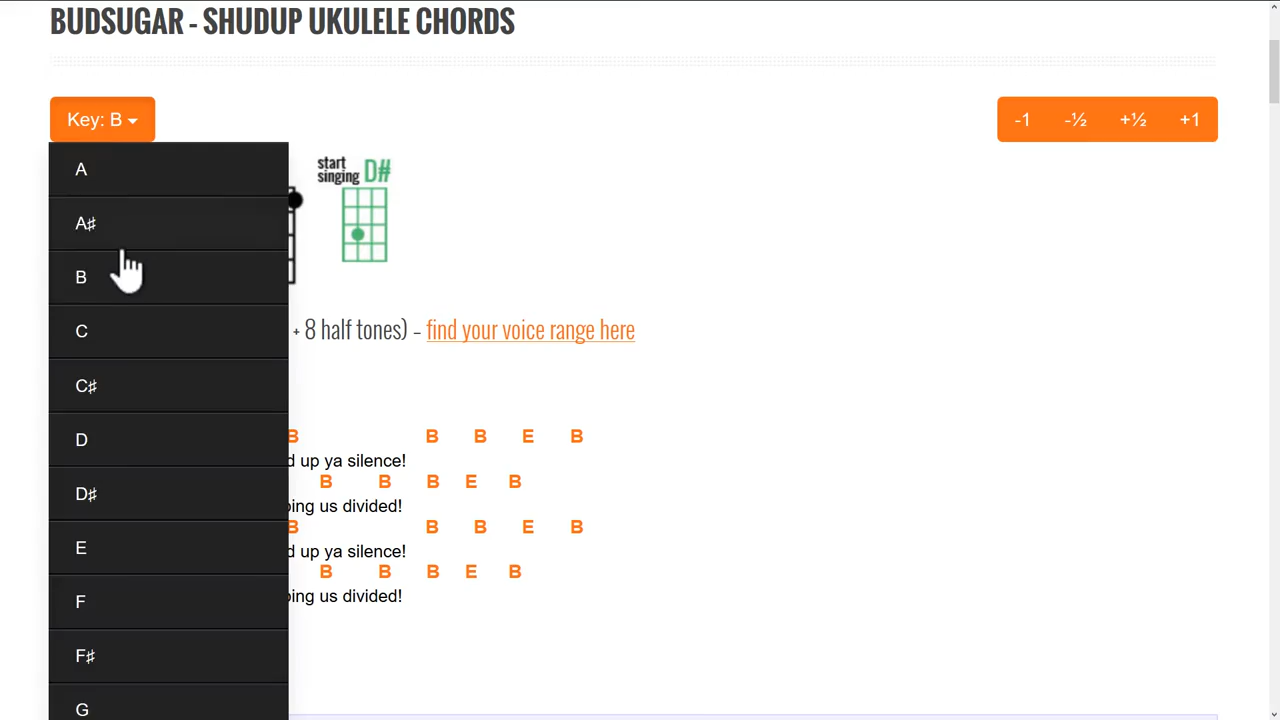 BUDSUGAR - SHUDUP UKULELE CHORDS
Key: B
-1 -½ +½ +1
A
A♯
B
C
C♯
D
D♯
E
F
F♯
G
start
singing D#
+ 8 half tones) – find your voice range here
B B B E B
d up ya silence!
B B B E B
ping us divided!
B B B E B
d up ya silence!
B B B E B
ping us divided!